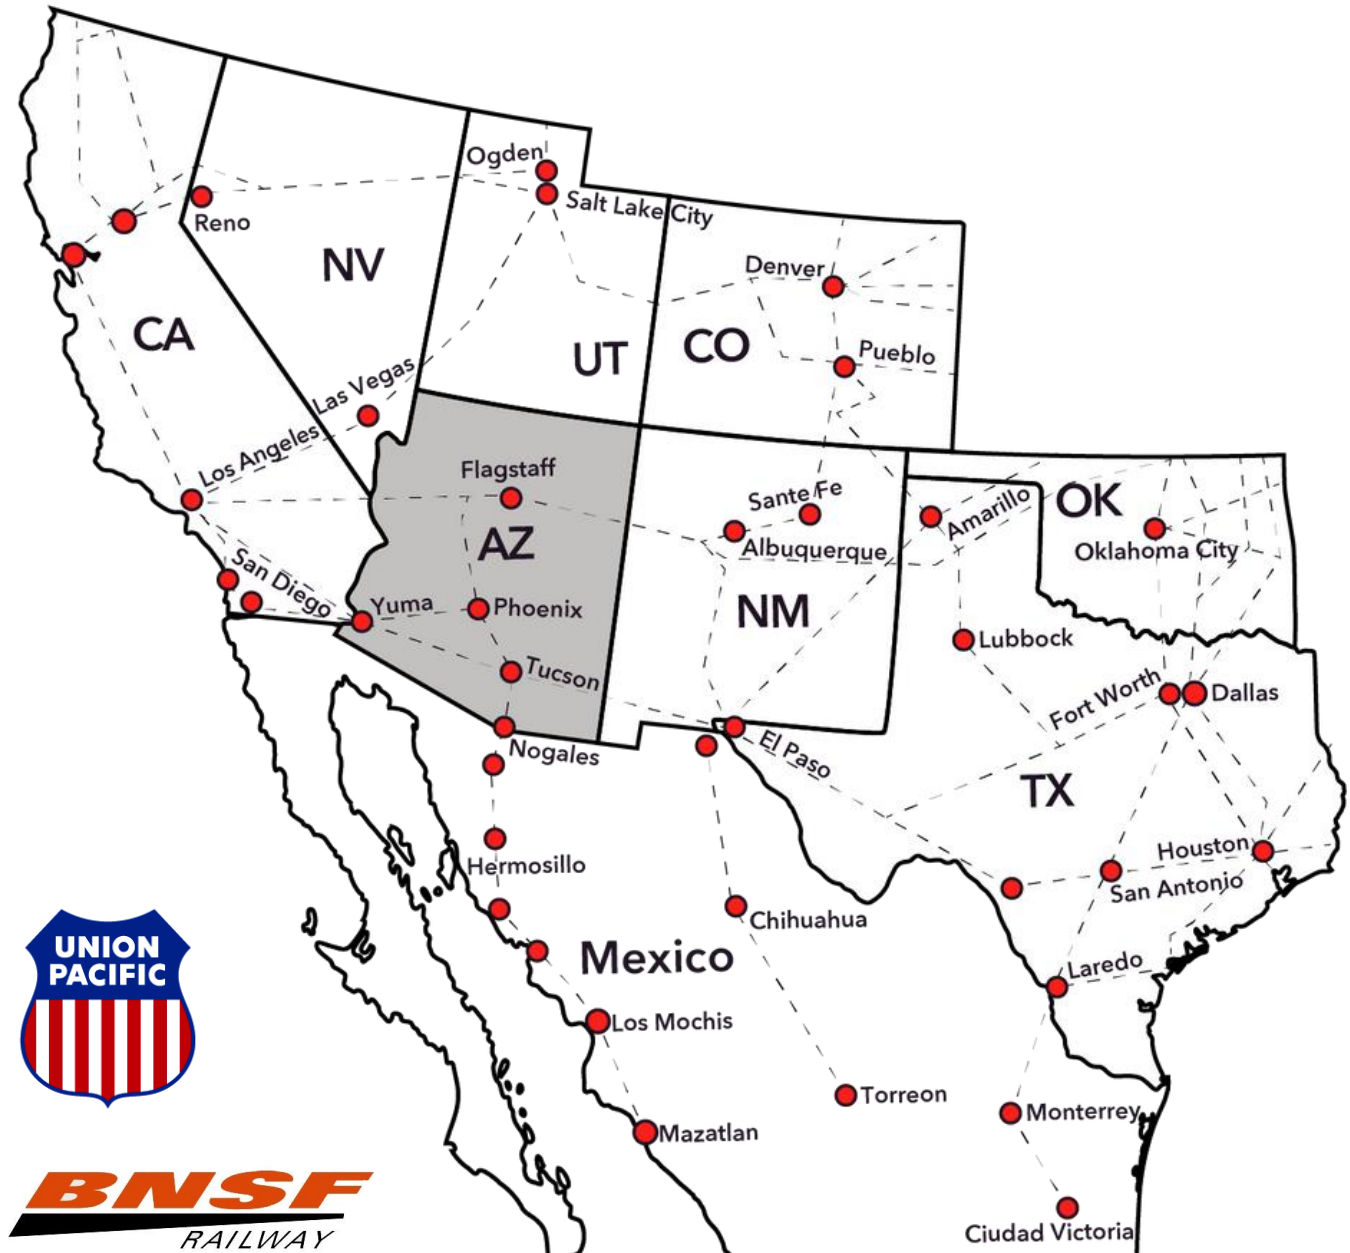 Ogden
Salt Lake City
Reno
NV
Denver
CA
UT
CO
Pueblo
Las Vegas
Los Angeles
Flagstaff
Sante Fe
Amarillo
OK
AZ
Albuquerque
Oklahoma City
San Diego
Yuma
Phoenix
NM
Lubbock
Tucson
Fort Worth
Dallas
Nogales
El Paso
TX
Hermosillo
Houston
San Antonio
Chihuahua
Mexico
Laredo
UNION
PACIFIC
Los Mochis
Torreon
Monterrey
Mazatlan
BNSF
RAILWAY
Ciudad Victoria